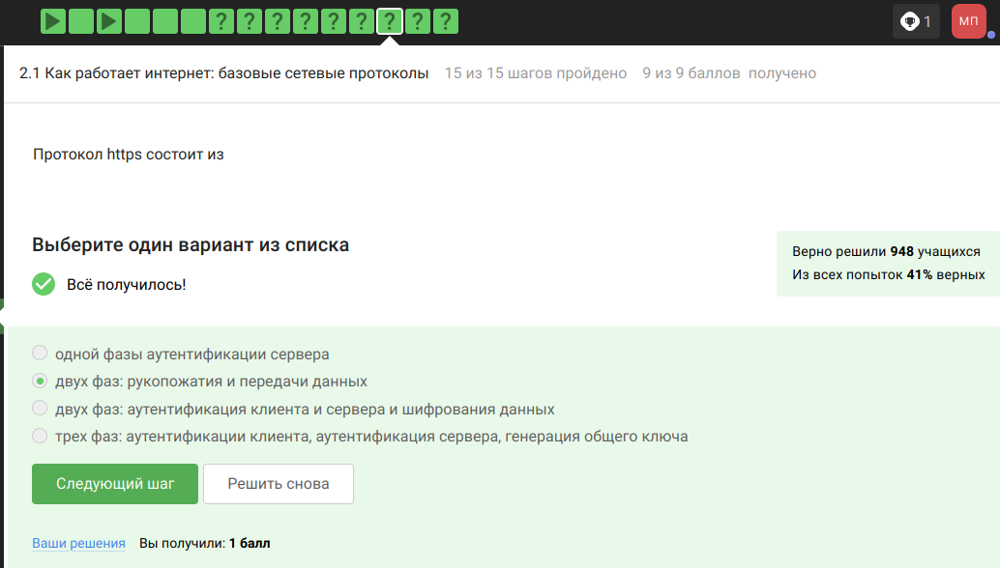 ? ? ? ? ? ? ? ? ?
1
МП
2.1 Как работает интернет: базовые сетевые протоколы 15 из 15 шагов пройдено 9 из 9 баллов получено
Протокол https состоит из
Выберите один вариант из списка
Верно решили 948 учащихся
Из всех попыток 41% верных
Всё получилось!
одной фазы аутентификации сервера
двух фаз: рукопожатия и передачи данных
двух фаз: аутентификация клиента и сервера и шифрования данных
трех фаз: аутентификации клиента, аутентификация сервера, генерация общего ключа
Следующий шаг Решить снова
Ваши решения Вы получили: 1 балл